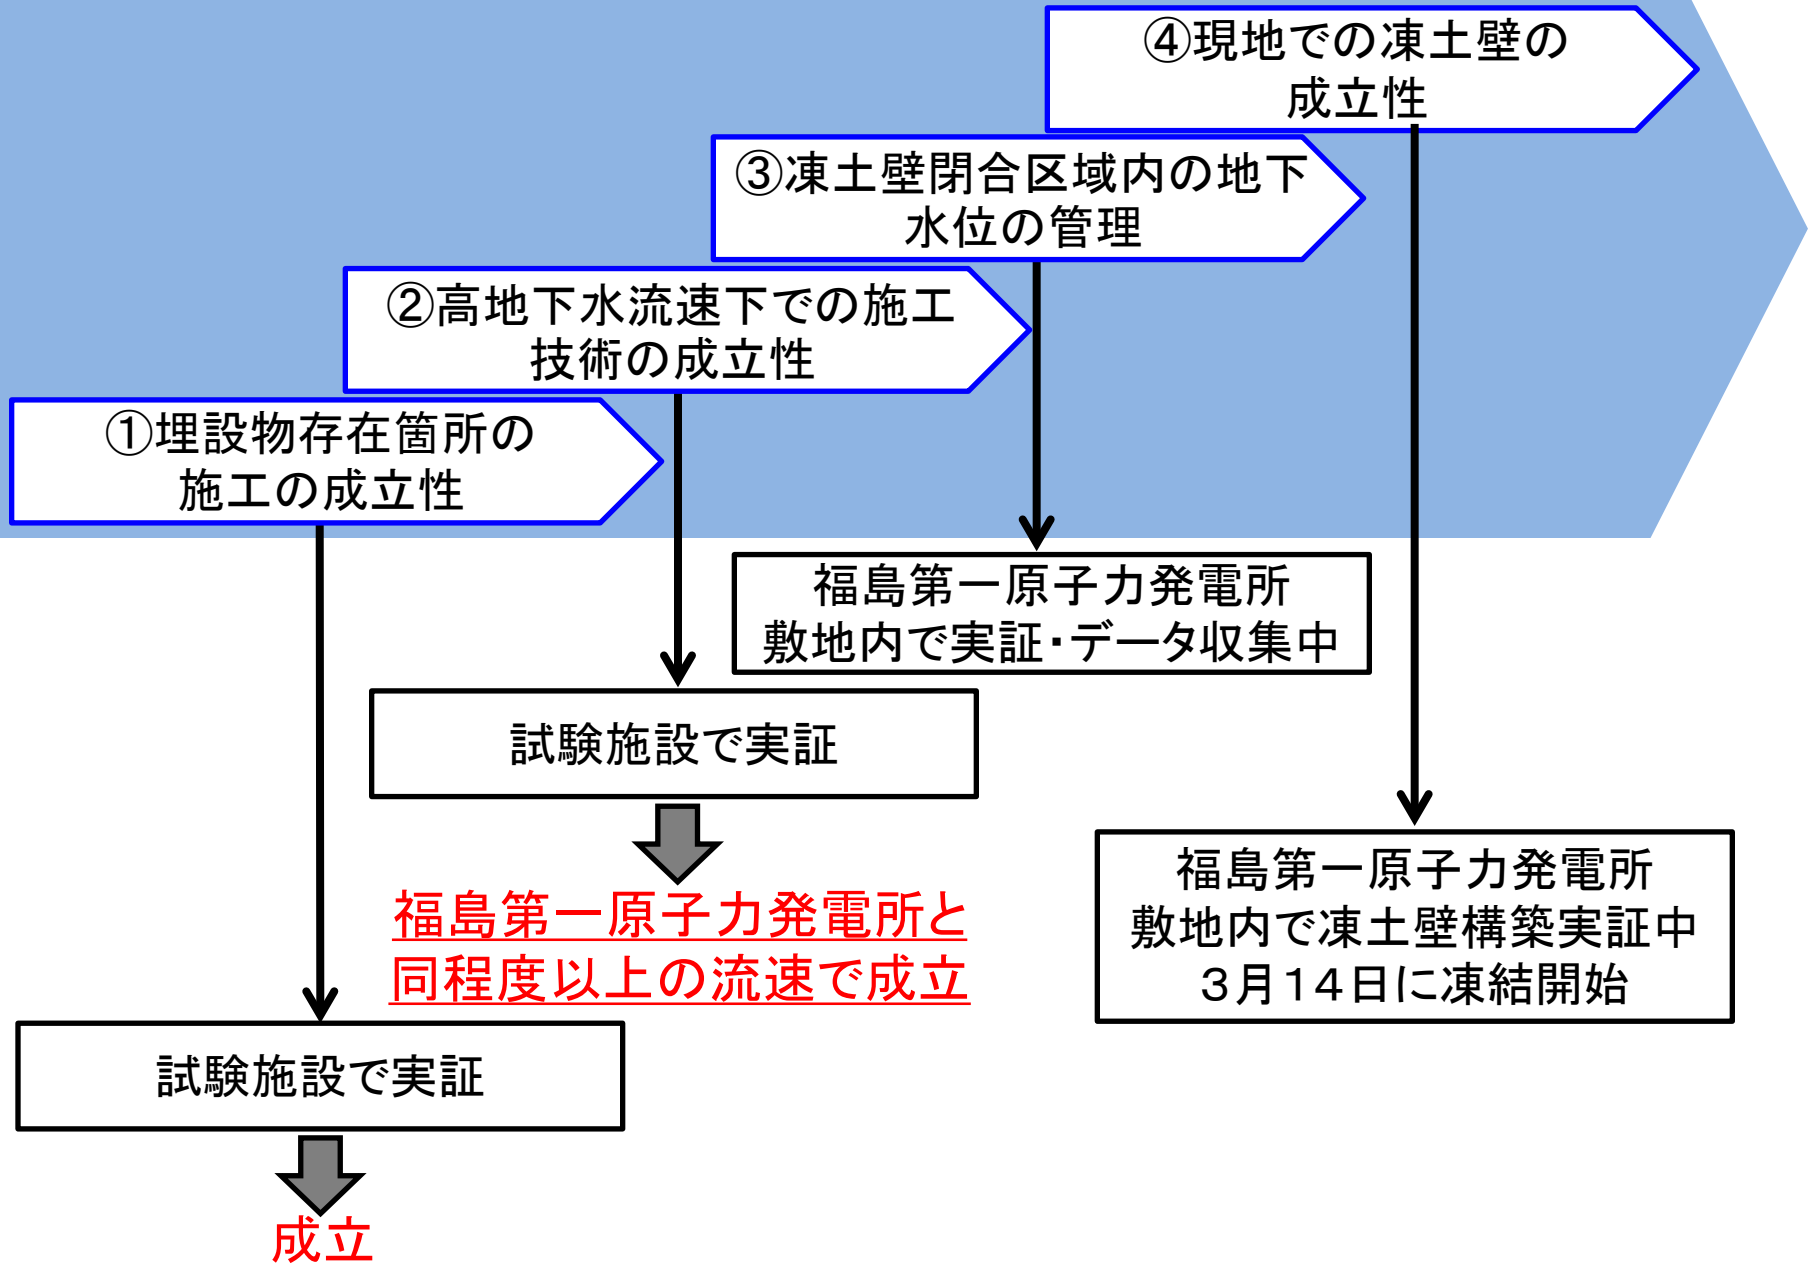 ④現地での凍土壁の
成立性
③凍土壁閉合区域内の地下
水位の管理
②高地下水流速下での施工
技術の成立性
①埋設物存在箇所の
施工の成立性
福島第一原子力発電所
敷地内で実証・データ収集中
試験施設で実証
福島第一原子力発電所と
同程度以上の流速で成立
福島第一原子力発電所
敷地内で凍土壁構築実証中
３月１４日に凍結開始
試験施設で実証
成立